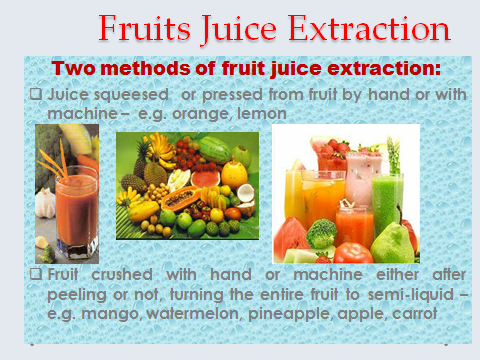 Fruits Juice Extraction
Two methods of fruit juice extraction:
❑ Juice squeesed or pressed from fruit by hand or with
machine – e.g. orange, lemon
❑ Fruit crushed with hand or machine either after
peeling or not, turning the entire fruit to semi-liquid –
e.g. mango, watermelon, pineapple, apple, carrot